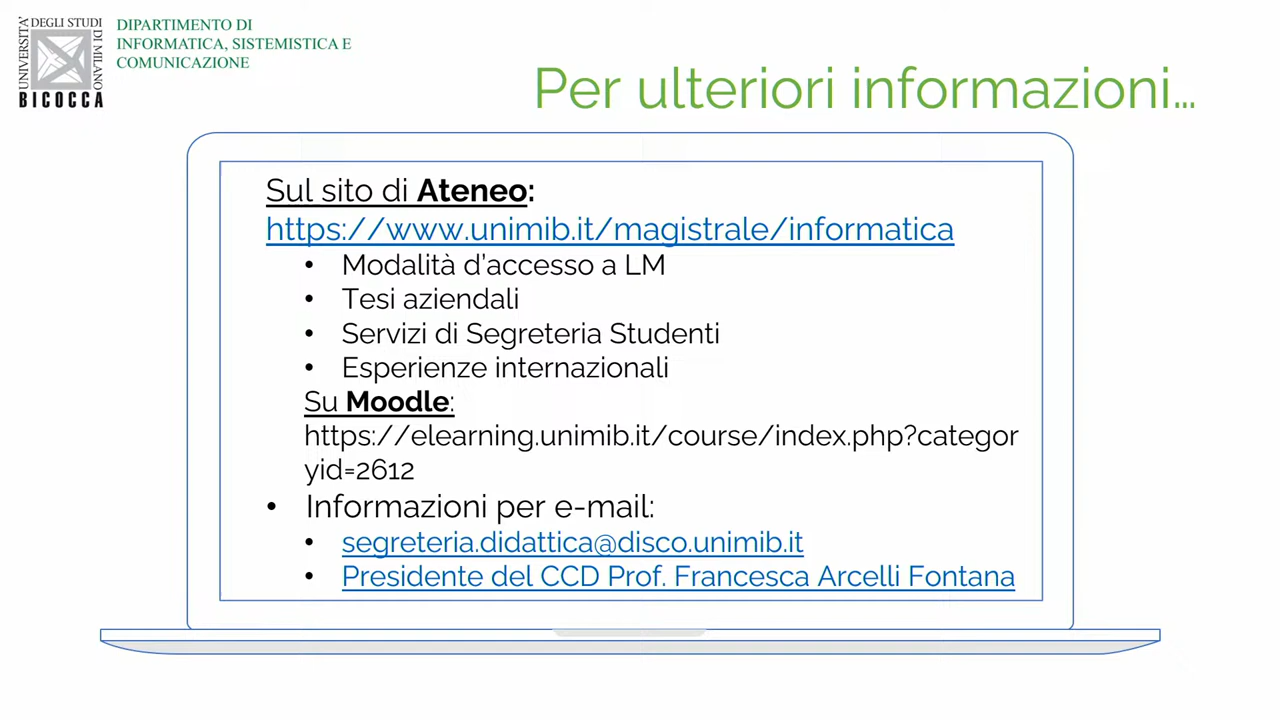 UNIVERSITÀ
DEGLI STUDI
DI MILANO
BICOCCA
DIPARTIMENTO DI
INFORMATICA, SISTEMISTICA E
COMUNICAZIONE
Per ulteriori informazioni...
Sul sito di Ateneo:
https://www.unimib.it/magistrale/informatica
• Modalità d'accesso a LM
• Tesi aziendali
• Servizi di Segreteria Studenti
• Esperienze internazionali
Su Moodle:
https://elearning.unimib.it/course/index.php?categor
yid=2612
• Informazioni per e-mail:
• segreteria.didattica@disco.unimib.it
• Presidente del CCD Prof. Francesca Arcelli Fontana